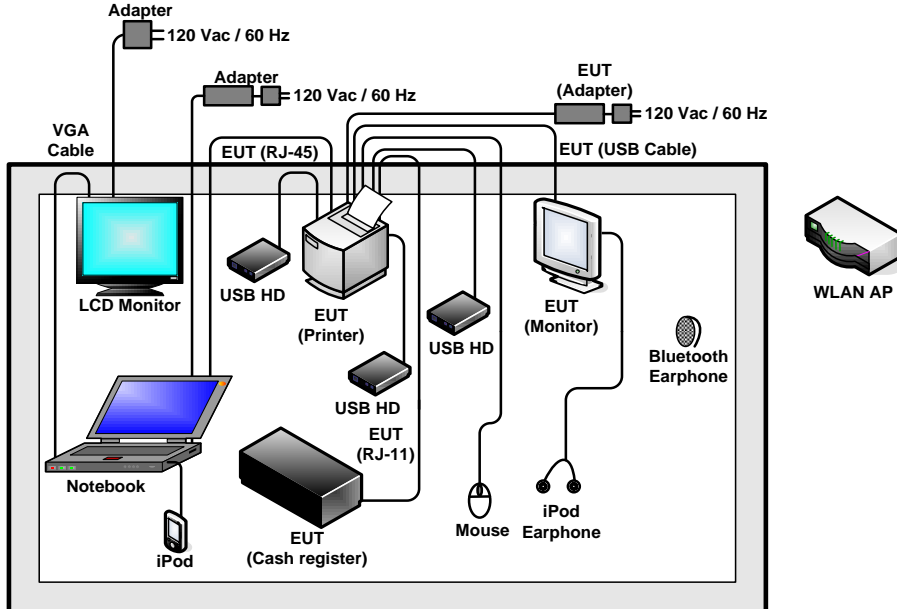 Adapter
120 Vac / 60 Hz
Adapter
120 Vac / 60 Hz
EUT
(Adapter)
120 Vac / 60 Hz
VGA
Cable
EUT (RJ-45)
EUT (USB Cable)
LCD Monitor
USB HD
EUT
(Printer)
USB HD
EUT
(Monitor)
WLAN AP
Bluetooth
Earphone
USB HD
EUT
(RJ-11)
Notebook
iPod
EUT
(Cash register)
Mouse
iPod
Earphone